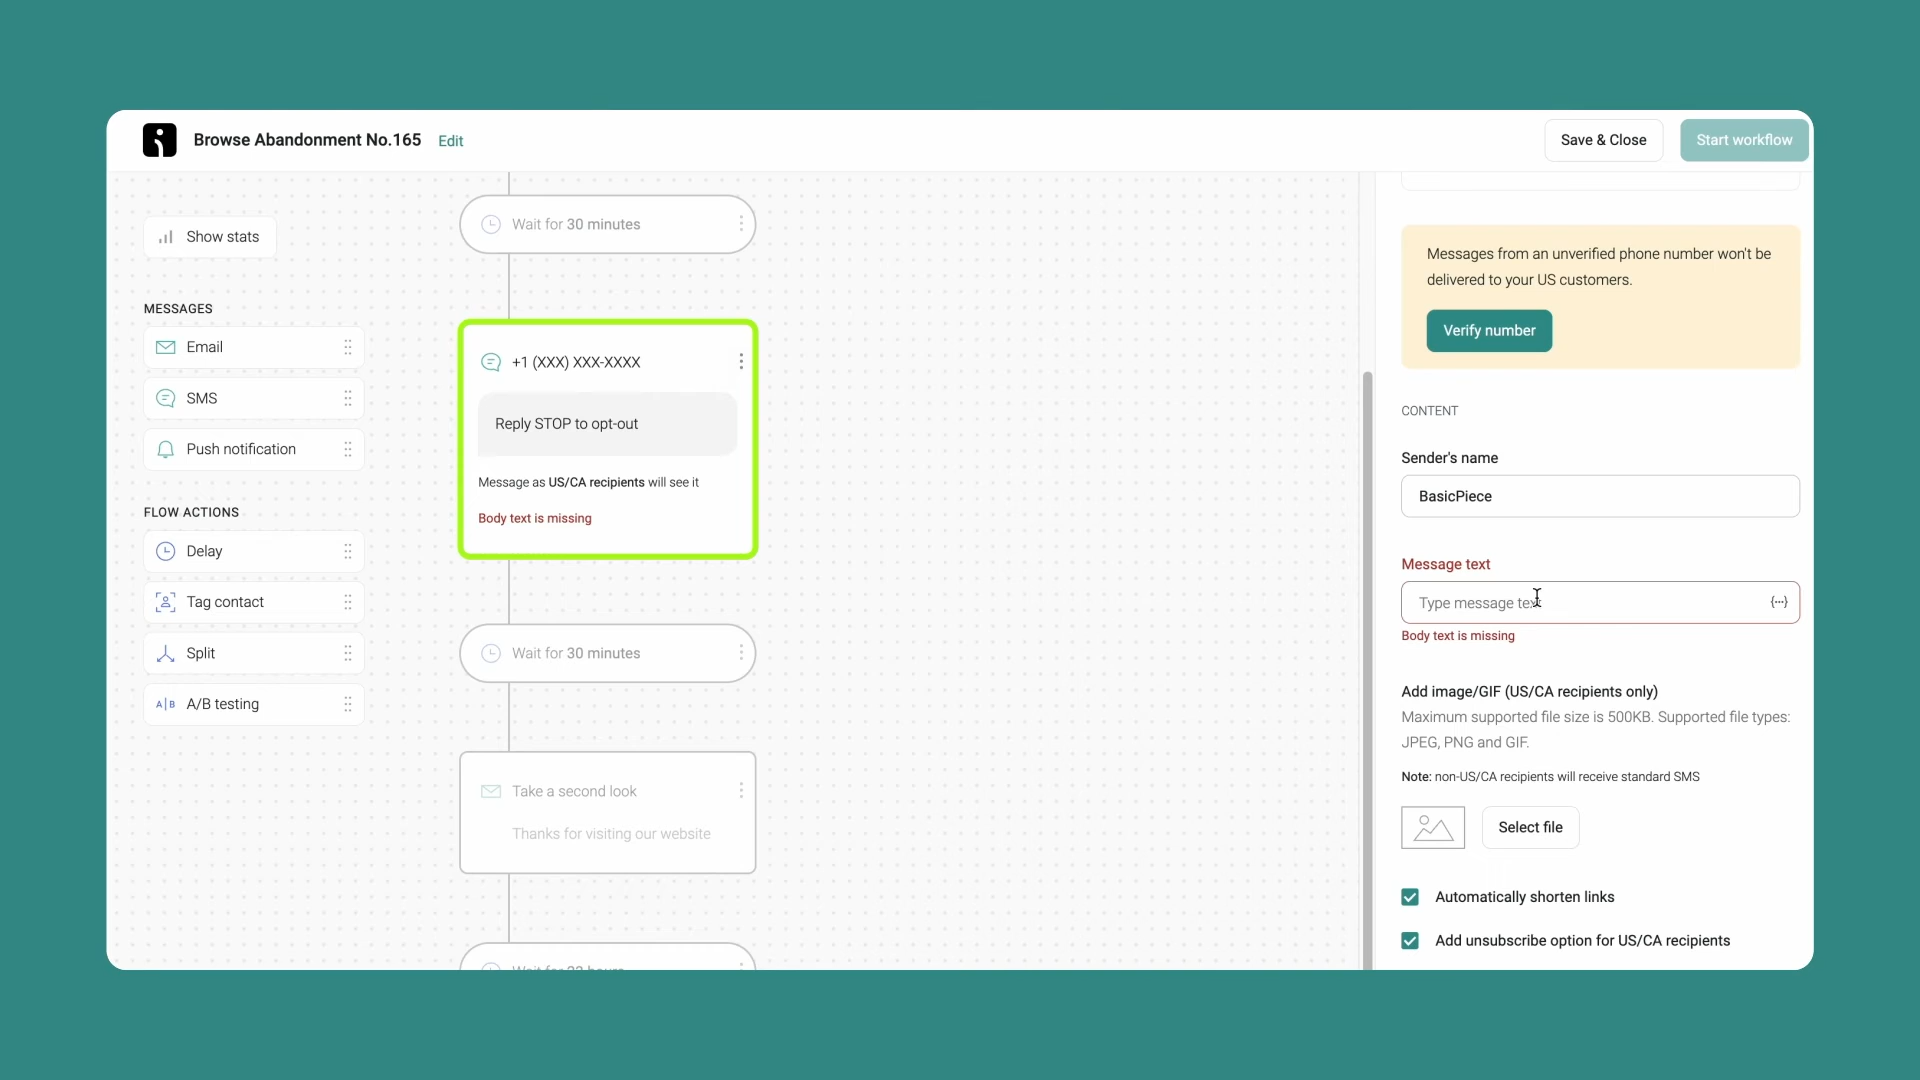 Browse Abandonment No.165
Edit
Save & Close
Start workflow
Show stats
MESSAGES
Email
SMS
Push notification
FLOW ACTIONS
Delay
Tag contact
Split
A|B A/B testing
Wait for 30 minutes
+1 (XXX) XXX-XXXX
Reply STOP to opt-out
Message as US/CA recipients will see it
Body text is missing
Wait for 30 minutes
Take a second look
Thanks for visiting our website
Messages from an unverified phone number won't be
delivered to your US customers.
Verify number
CONTENT
Sender's name
BasicPiece
Message text
Type message text
{···}
Body text is missing
Add image/GIF (US/CA recipients only)
Maximum supported file size is 500KB. Supported file types:
JPEG, PNG and GIF.
Note: non-US/CA recipients will receive standard SMS
Select file
Automatically shorten links
Add unsubscribe option for US/CA recipients